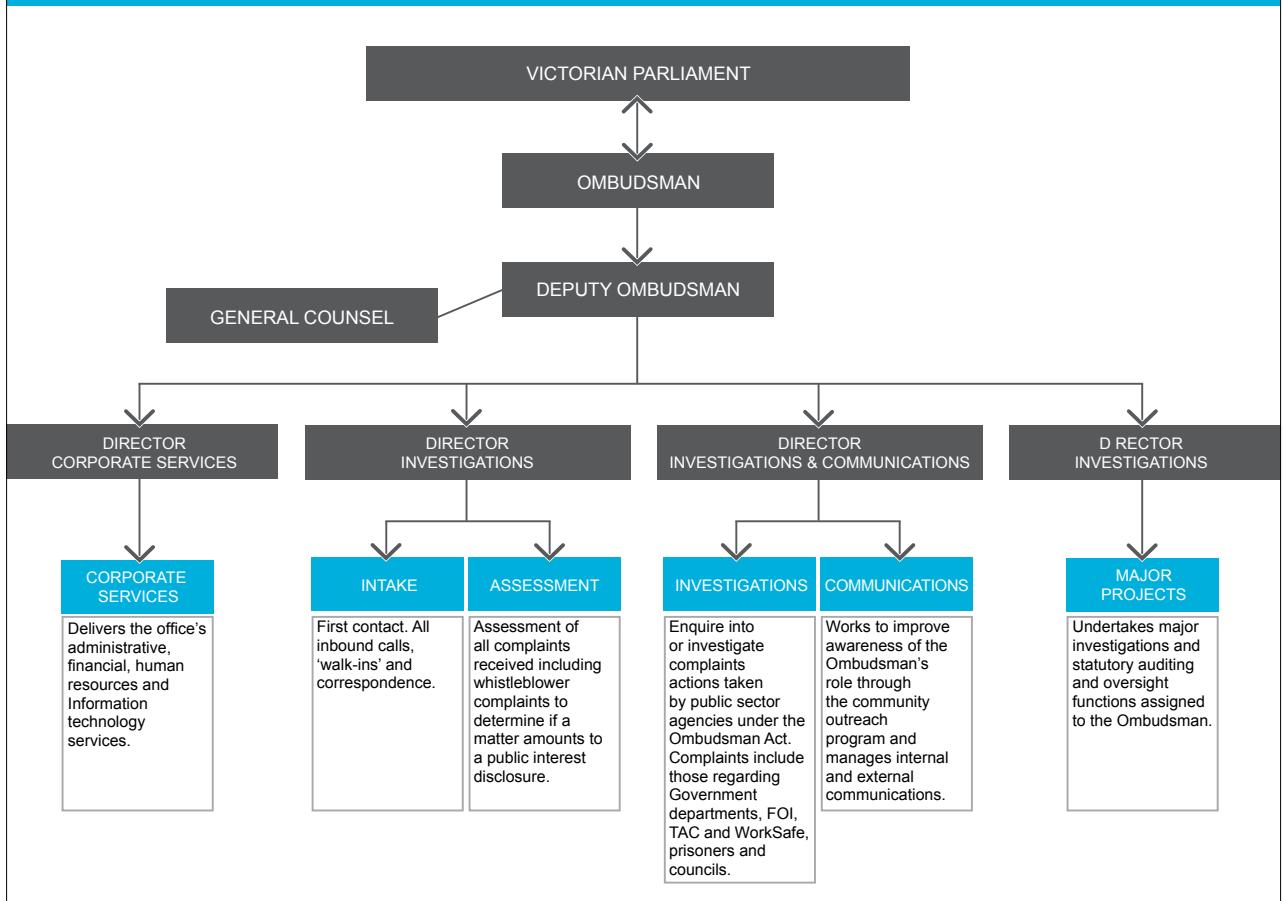 VICTORIAN PARLIAMENT
OMBUDSMAN
DEPUTY OMBUDSMAN
GENERAL COUNSEL
DIRECTOR
CORPORATE SERVICES
DIRECTOR
INVESTIGATIONS
DIRECTOR
INVESTIGATIONS & COMMUNICATIONS
D RECTOR
INVESTIGATIONS
CORPORATE
SERVICES
Delivers the office's
administrative,
financial, human
resources and
Information
technology
services.
INTAKE
First contact. All
inbound calls,
‘walk-ins’ and
correspondence.
ASSESSMENT
Assessment of
all complaints
received including
whistleblower
complaints to
determine if a
matter amounts to
a public interest
disclosure.
INVESTIGATIONS
Enquire into
or investigate
complaints
actions taken
by public sector
agencies under the
Ombudsman Act.
Complaints include
those regarding
Government
departments, FOI,
TAC and WorkSafe,
prisoners and
councils.
COMMUNICATIONS
Works to improve
awareness of the
Ombudsman's
role through
the community
outreach
program and
manages internal
and external
communications.
MAJOR
PROJECTS
Undertakes major
investigations and
statutory auditing
and oversight
functions assigned
to the Ombudsman.